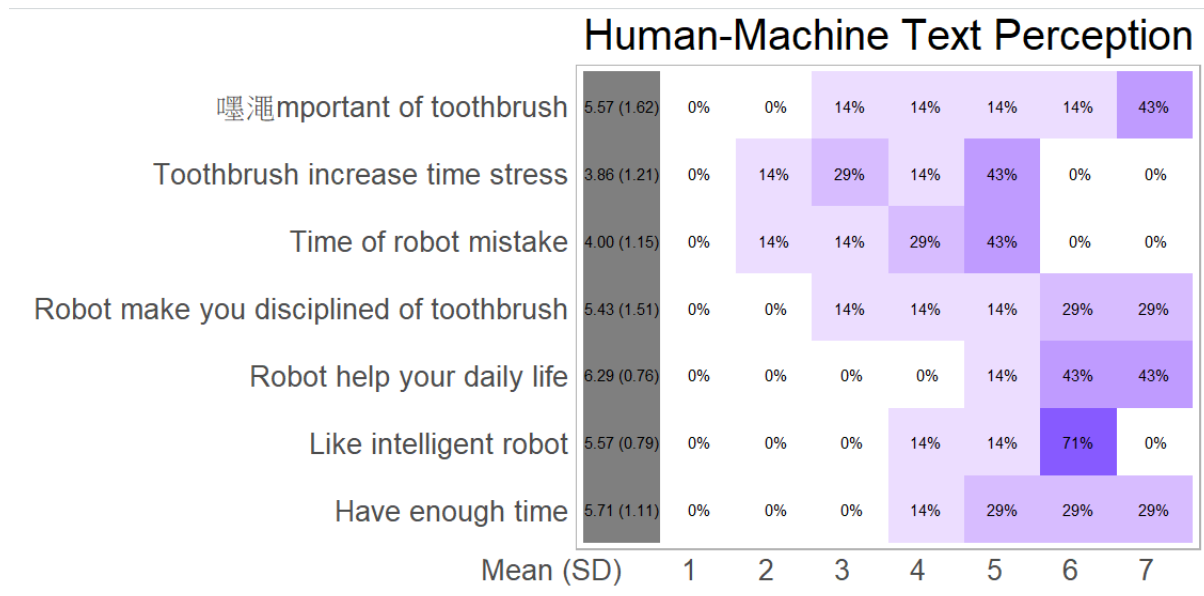 Human-Machine Text Perception
嚜澠mportant of toothbrush 5.57 (1.62) 0% 0% 14% 14% 14% 14% 43%
Toothbrush increase time stress 3.86 (1.21) 0% 14% 29% 14% 43% 0% 0%
Time of robot mistake 4.00 (1.15) 0% 14% 14% 29% 43% 0% 0%
Robot make you disciplined of toothbrush 5.43 (1.51) 0% 0% 14% 14% 14% 29% 29%
Robot help your daily life 6.29 (0.76) 0% 0% 0% 0% 14% 43% 43%
Like intelligent robot 5.57 (0.79) 0% 0% 0% 14% 14% 71% 0%
Have enough time 5.71 (1.11) 0% 0% 0% 14% 29% 29% 29%
Mean (SD) 1 2 3 4 5 6 7